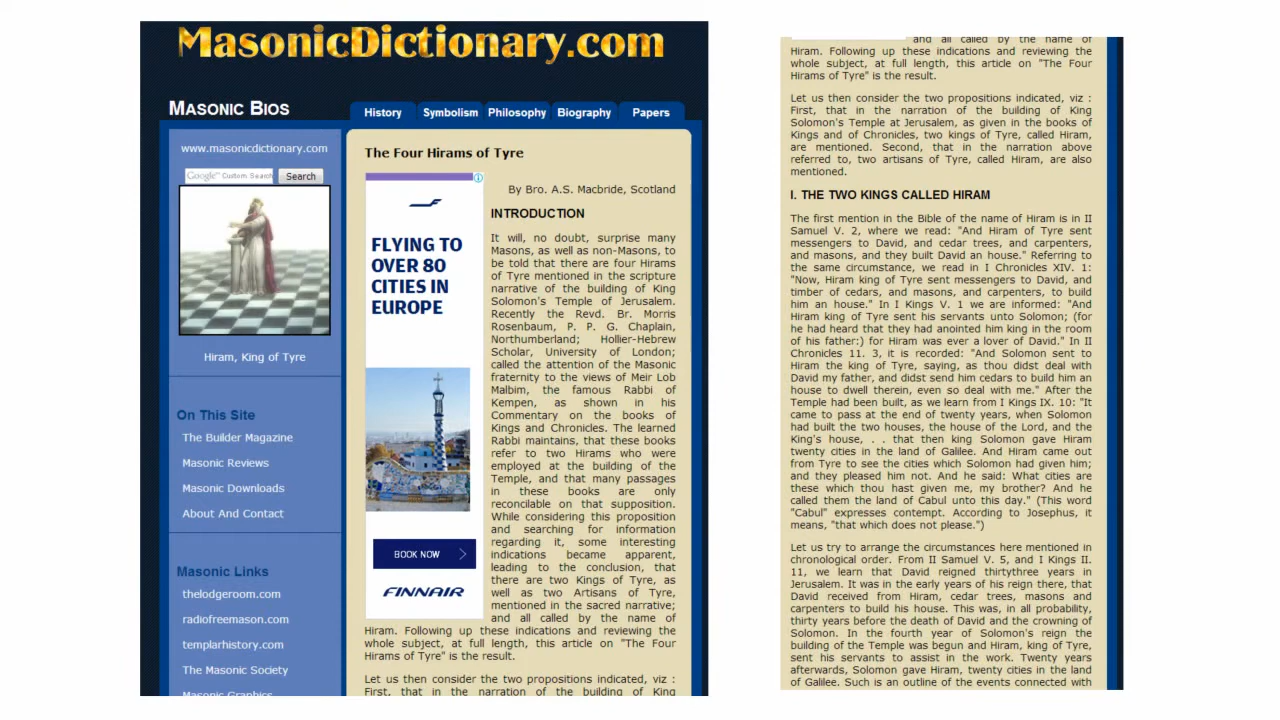 MasonicDictionary.com
MASONIC BIOS
History
Symbolism
Philosophy
Biography
Papers
www.masonicdictionary.com
Google™ Custom Search
Search
Hiram, King of Tyre
On This Site
The Builder Magazine
Masonic Reviews
Masonic Downloads
About And Contact
Masonic Links
thelodgeroom.com
radiofreemason.com
templarhistory.com
The Masonic Society
Masonic Graphics
The Four Hirams of Tyre
FLYING TO
OVER 80
CITIES IN
EUROPE
BOOK NOW
FINNAIR
By Bro. A.S. Macbride, Scotland
INTRODUCTION
It will, no doubt, surprise many
Masons, as well as non-Masons, to
be told that there are four Hirams
of Tyre mentioned in the scripture
narrative of the building of King
Solomon's Temple of Jerusalem.
Recently the Revd. Br. Morris
Rosenbaum, P. P. G. Chaplain,
Northumberland; Hollier-Hebrew
Scholar, University of London;
called the attention of the Masonic
fraternity to the views of Meir Lob
Malbim, the famous Rabbi of
Kempen, as shown in his
Commentary on the books of
Kings and Chronicles. The learned
Rabbi maintains, that these books
refer to two Hirams who were
employed at the building of the
Temple, and that many passages
in these books are only
reconcilable on that supposition.
While considering this proposition
and searching for information
regarding it, some interesting
indications became apparent,
leading to the conclusion, that
there are two Kings of Tyre, as
well as two Artisans of Tyre,
mentioned in the sacred narrative;
and all called by the name of
Hiram. Following up these indications and reviewing the
whole subject, at full length, this article on "The Four
Hirams of Tyre" is the result.
Let us then consider the two propositions indicated, viz :
First, that in the narration of the building of King
and all called by the name of
Hiram. Following up these indications and reviewing the
whole subject, at full length, this article on "The Four
Hirams of Tyre" is the result.
Let us then consider the two propositions indicated, viz :
First, that in the narration of the building of King
Solomon's Temple at Jerusalem, as given in the books of
Kings and of Chronicles, two kings of Tyre, called Hiram,
are mentioned. Second, that in the narration above
referred to, two artisans of Tyre, called Hiram, are also
mentioned.
I. THE TWO KINGS CALLED HIRAM
The first mention in the Bible of the name of Hiram is in II
Samuel V. 2, where we read: "And Hiram of Tyre sent
messengers to David, and cedar trees, and carpenters,
and masons, and they built David an house." Referring to
the same circumstance, we read in I Chronicles XIV. 1:
"Now, Hiram king of Tyre sent messengers to David, and
timber of cedars, and masons, and carpenters, to build
him an house." In I Kings V. 1 we are informed: "And
Hiram king of Tyre sent his servants unto Solomon; (for
he had heard that they had anointed him king in the room
of his father:) for Hiram was ever a lover of David." In II
Chronicles 11. 3, it is recorded: "And Solomon sent to
Hiram the king of Tyre, saying, as thou didst deal with
David my father, and didst send him cedars to build him an
house to dwell therein, even so deal with me." After the
Temple had been built, as we learn from I Kings IX. 10: "It
came to pass at the end of twenty years, when Solomon
had built the two houses, the house of the Lord, and the
King's house, . . that then king Solomon gave Hiram
twenty cities in the land of Galilee. And Hiram came out
from Tyre to see the cities which Solomon had given him;
and they pleased him not. And he said: What cities are
these which thou hast given me, my brother? And he
called them the land of Cabul unto this day." (This word
"Cabul" expresses contempt. According to Josephus, it
means, "that which does not please.")
Let us try to arrange the circumstances here mentioned in
chronological order. From II Samuel V. 5, and I Kings II.
11, we learn that David reigned thirtythree years in
Jerusalem. It was in the early years of his reign there, that
David received from Hiram, cedar trees, masons and
carpenters to build his house. This was, in all probability,
thirty years before the death of David and the crowning of
Solomon. In the fourth year of Solomon's reign the
building of the Temple was begun and Hiram, king of Tyre,
sent his servants to assist in the work. Twenty years
afterwards, Solomon gave Hiram, twenty cities in the land
of Galilee. Such is an outline of the events connected with